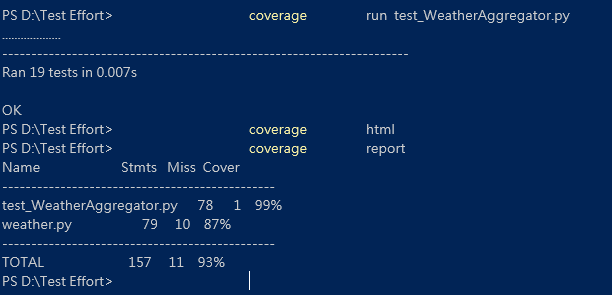 PS D:\Test Effort> coverage run test_WeatherAggregator.py
...................
----------------------------------------------------------------------
Ran 19 tests in 0.007s
OK
PS D:\Test Effort> coverage html
PS D:\Test Effort> coverage report
Name Stmts Miss Cover
-----------------------------------------------
test_WeatherAggregator.py 78 1 99%
weather.py 79 10 87%
-----------------------------------------------
TOTAL 157 11 93%
PS D:\Test Effort>